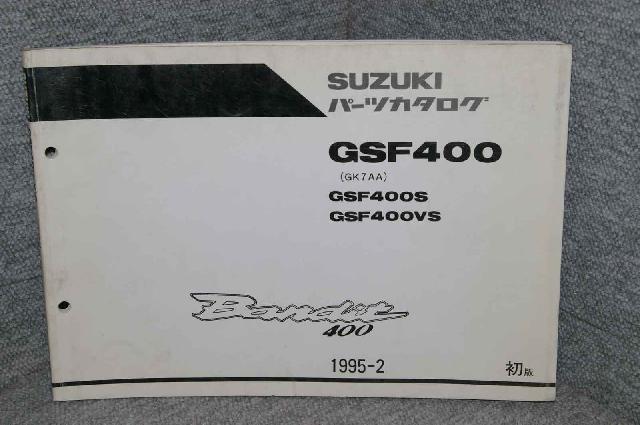 SUZUKI
パーツカタログ
GSF400
(GK7AA)
GSF400S
GSF400VS
Bandit
400
1995-2
初版